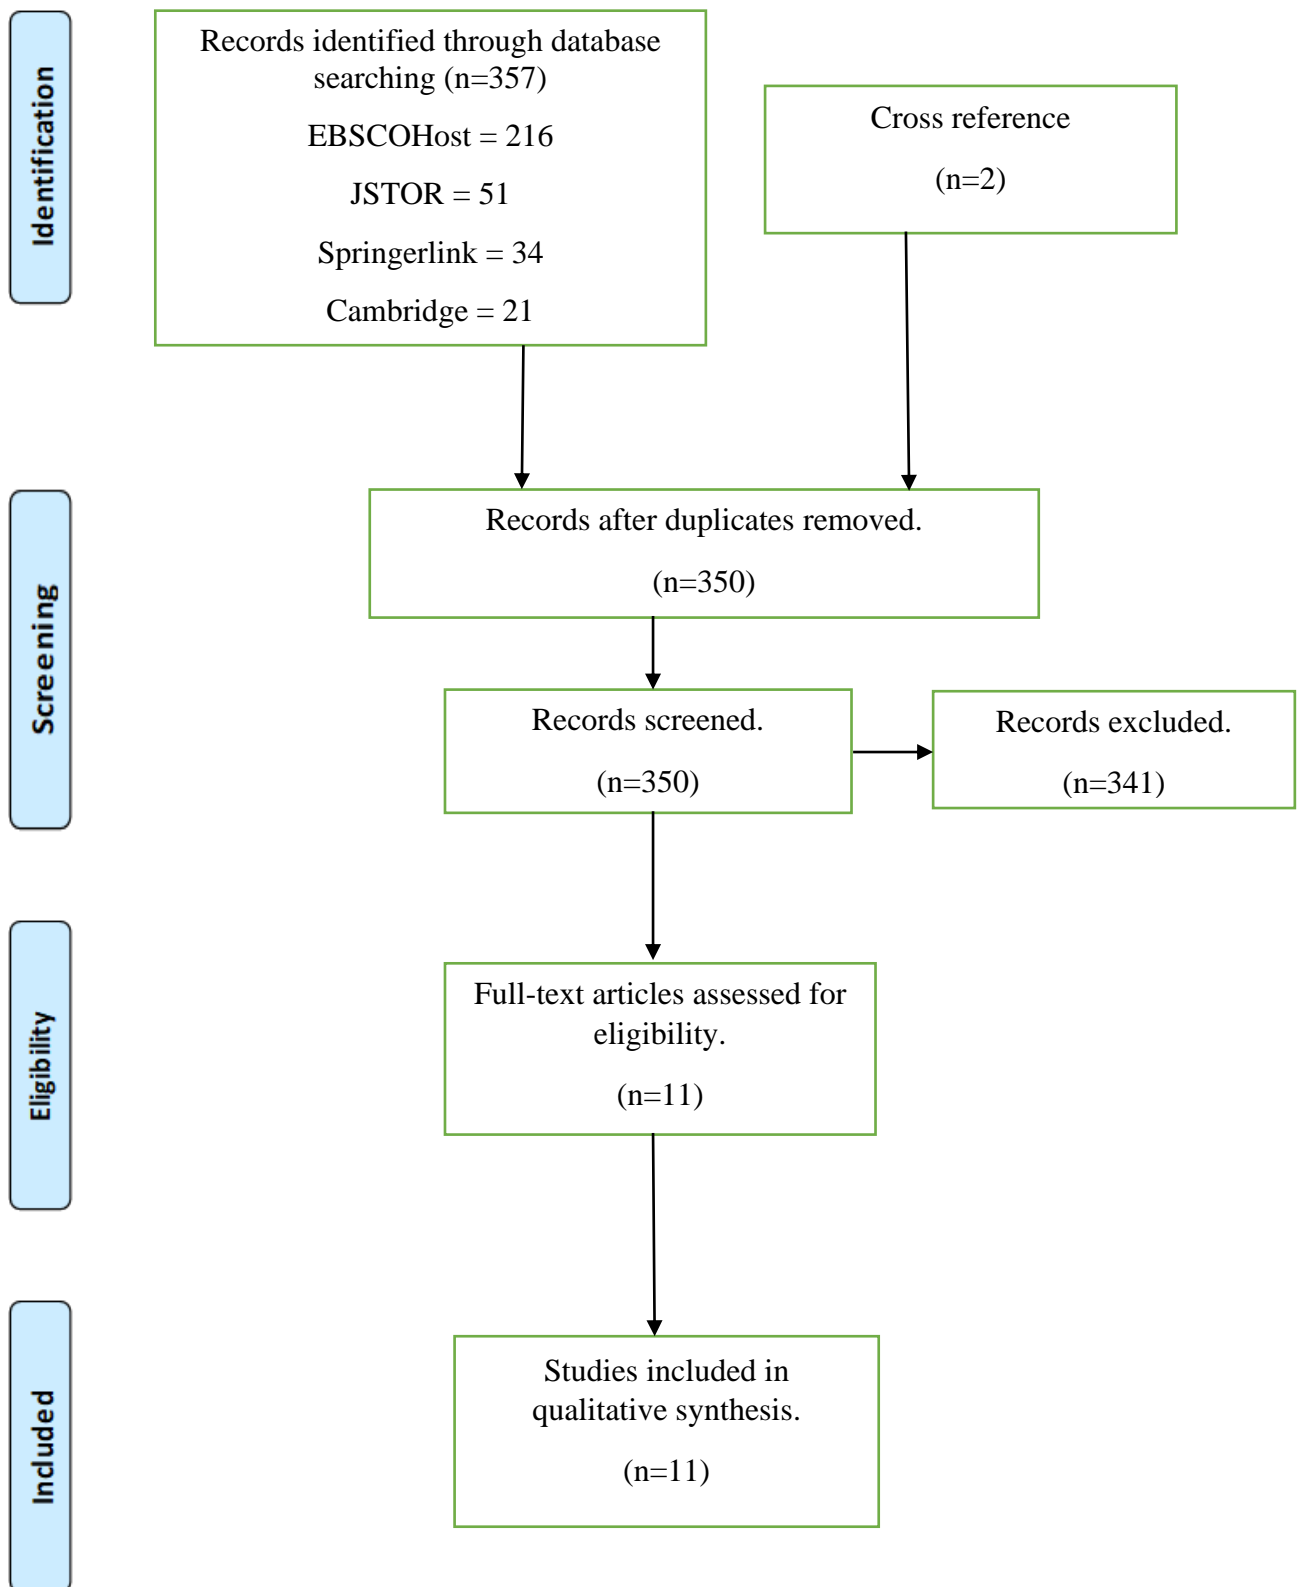 Identification
Records identified through database
searching (n=357)
EBSCOHost = 216
JSTOR = 51
Springerlink = 34
Cambridge = 21
Cross reference
(n=2)
Screening
Records after duplicates removed.
(n=350)
Records screened.
(n=350)
Records excluded.
(n=341)
Eligibility
Full-text articles assessed for
eligibility.
(n=11)
Included
Studies included in
qualitative synthesis.
(n=11)